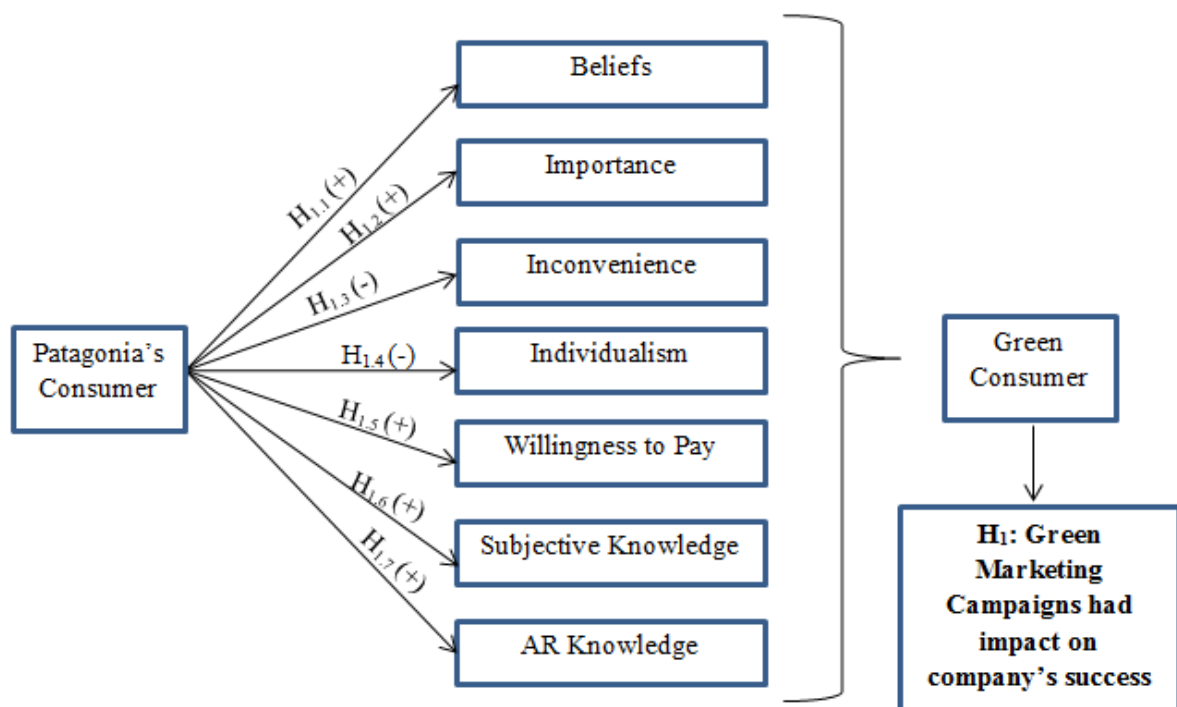 Beliefs
Importance
Inconvenience
Individualism
Willingness to Pay
Subjective Knowledge
AR Knowledge
H1.1(+)
H1.2(+)
H1.3(-)
H1.4(-)
H1.5(+)
H1.6(+)
H1.7(+)
Patagonia’s
Consumer
Green
Consumer
H1: Green
Marketing
Campaigns had
impact on
company’s success